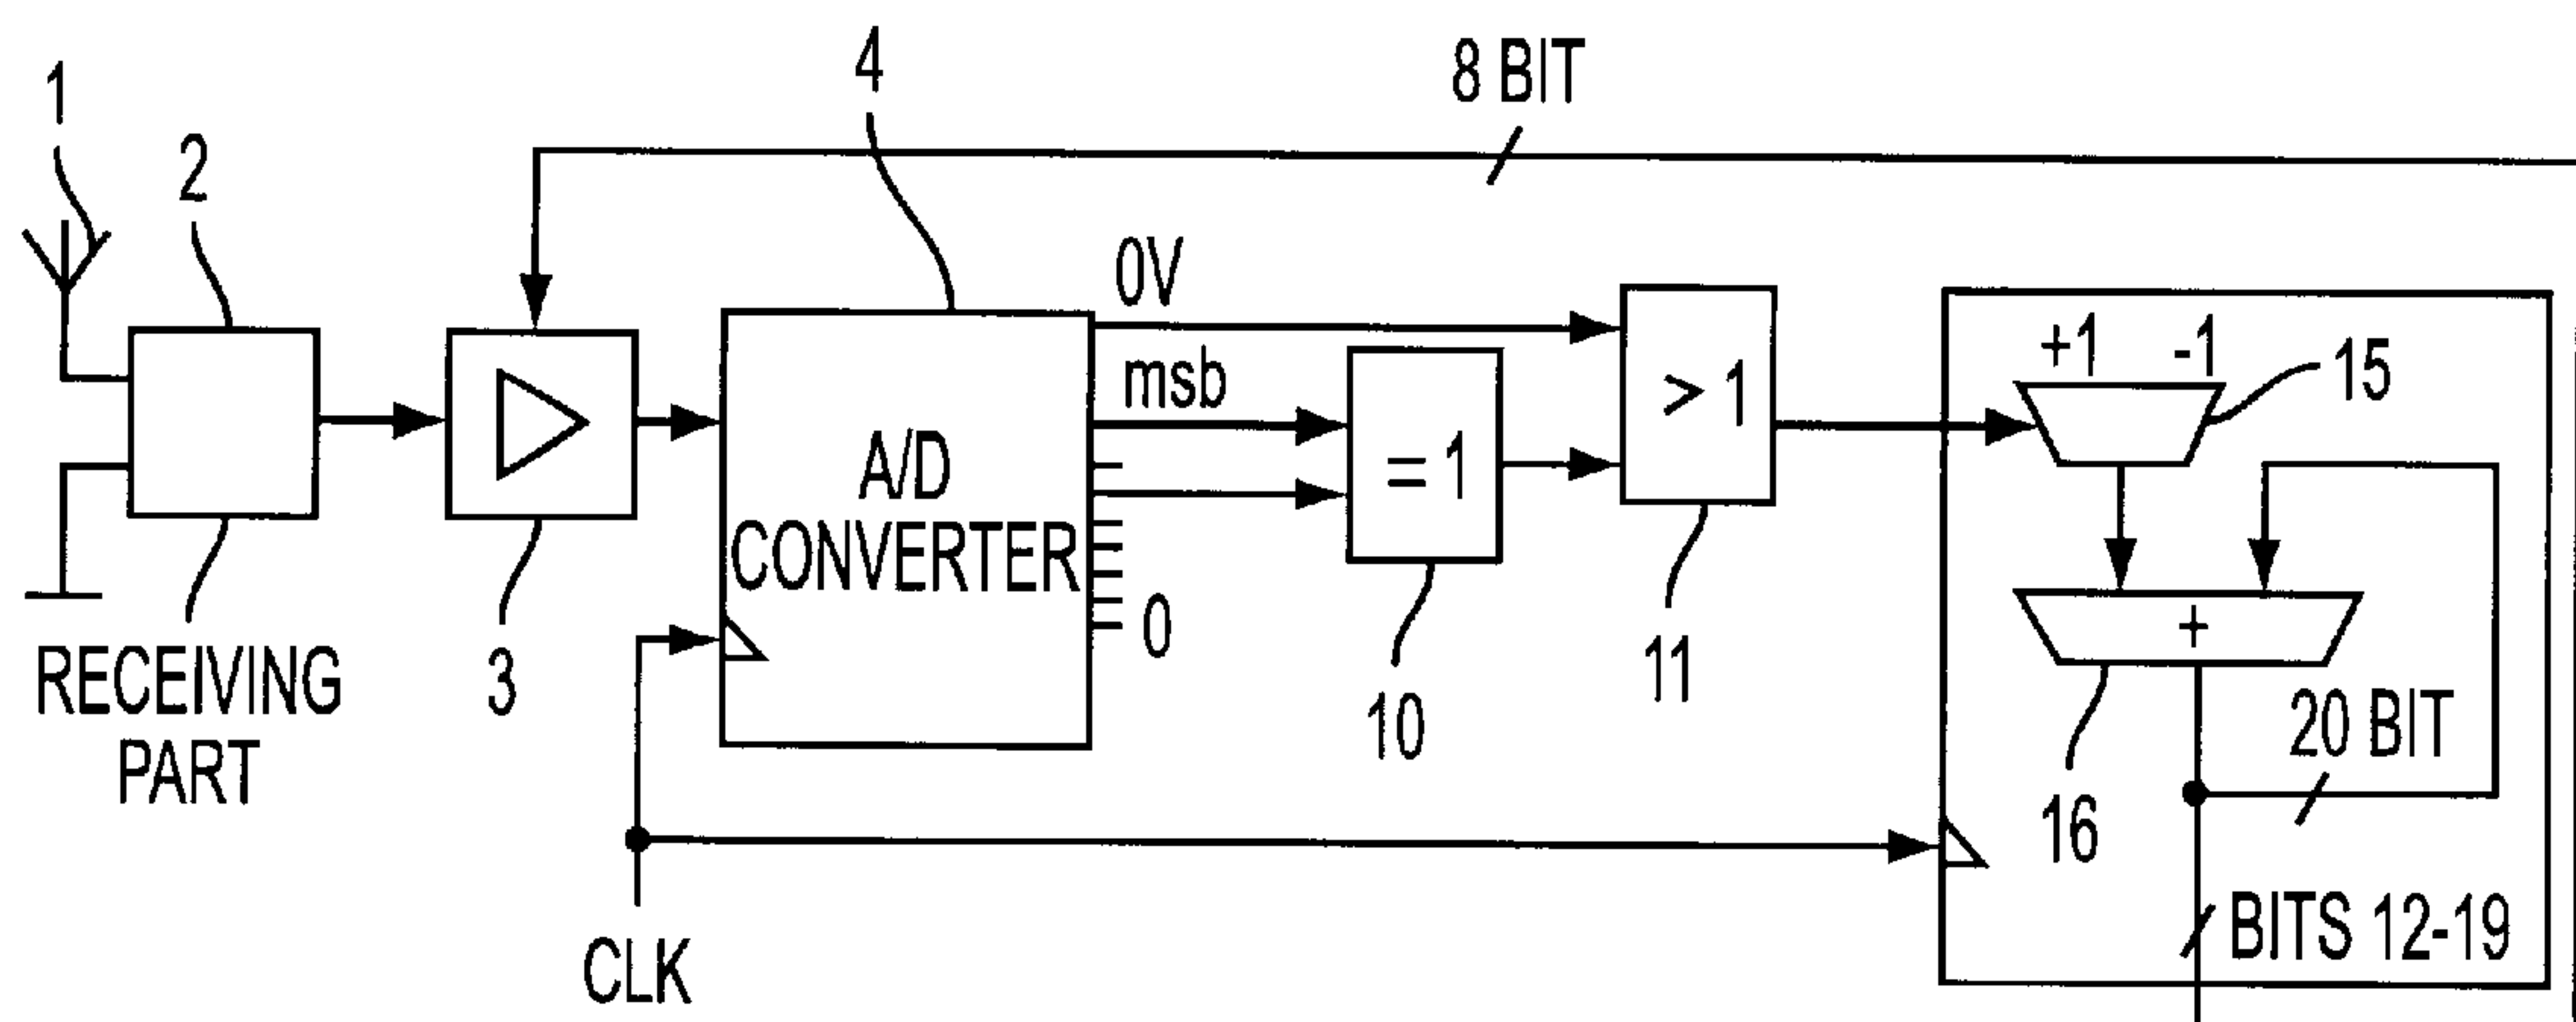 1
2
4
8 BIT
0V
msb
A/D
CONVERTER
0
= 1
> 1
+1 -1
15
+
20 BIT
16
BITS 12-19
RECEIVING
PART
3
10
11
CLK